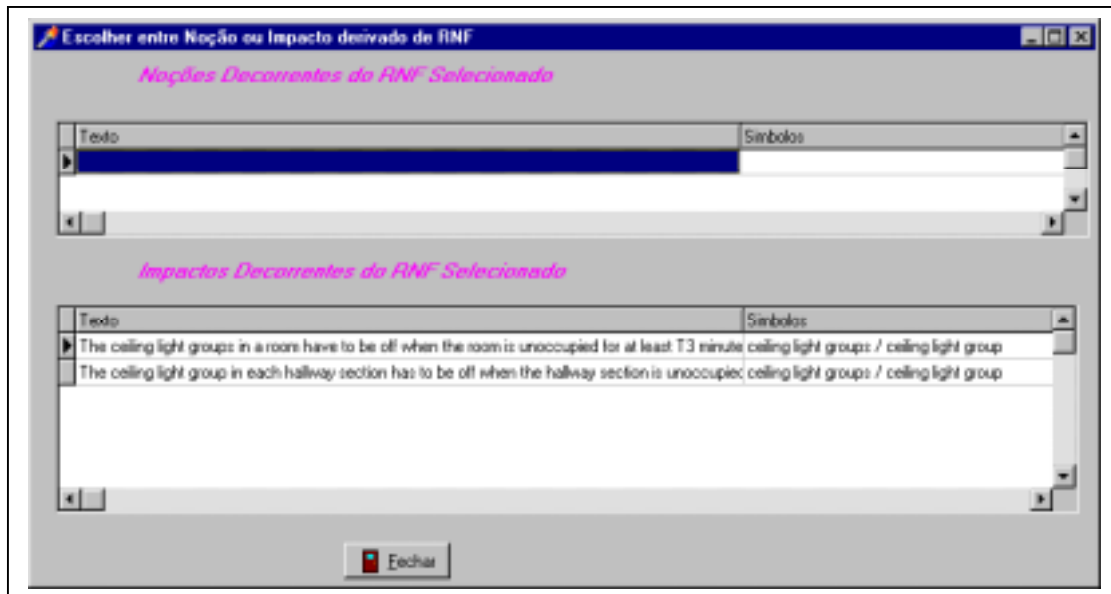 Escolher entre Noção ou Impacto derivado de RNF
Noções Decorrentes do RNF Selecionado
Texto Simbolos
Impactos Decorrentes do RNF Selecionado
Texto Simbolos
The ceiling light groups in a room have to be off when the room is unoccupied for at least T3 minute ceiling light groups / ceiling light group
The ceiling light group in each hallway section has to be off when the hallway section is unoccupied ceiling light groups / ceiling light group
Fechar